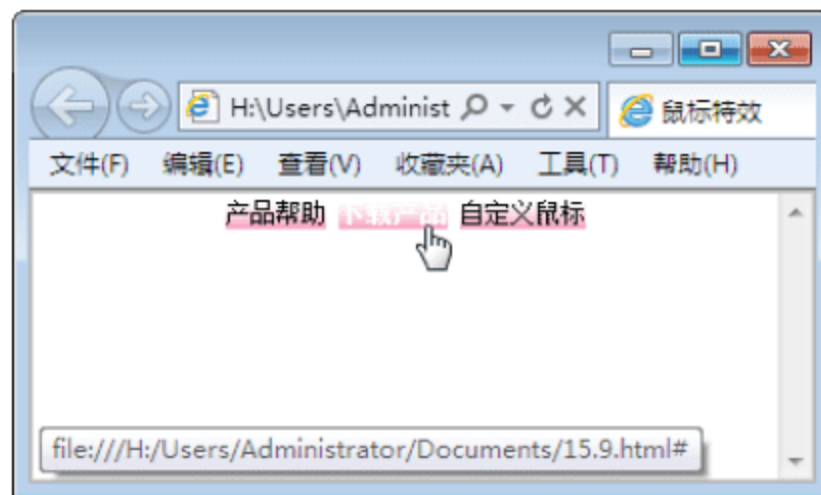 H:\Users\Administ
鼠标特效
文件(F) 编辑(E) 查看(V) 收藏夹(A) 工具(T) 帮助(H)
产品帮助 下载产品 自定义鼠标
file:///H:/Users/Administrator/Documents/15.9.html#